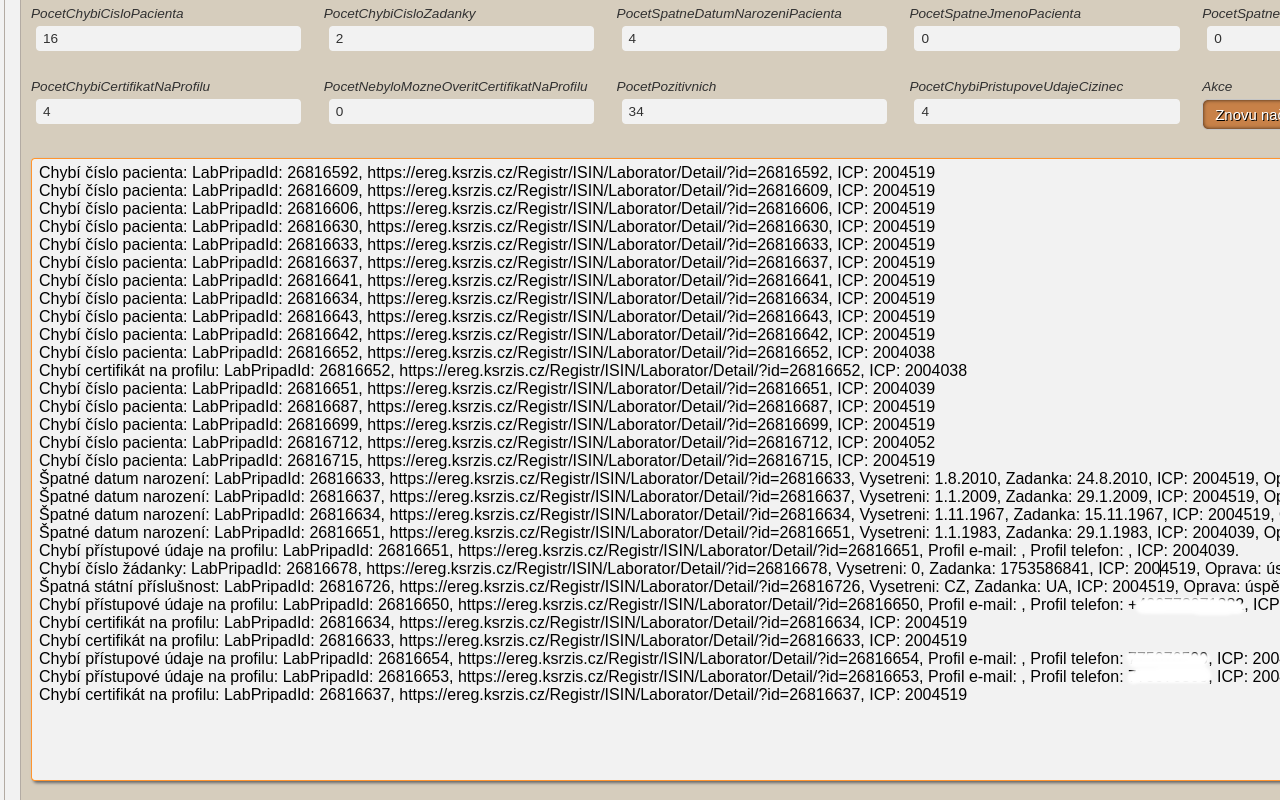 PocetChybiCisloPacienta PocetChybiCisloZadanky PocetSpatneDatumNarozeniPacienta PocetSpatneJmenoPacienta PocetSpatne
16 2 4 0 0
PocetChybiCertifikatNaProfilu PocetNebyloMozneOveritCertifikatNaProfilu PocetPozitivnich PocetChybiPristupoveUdajeCizinec Akce
4 0 34 4 Znovu nač
Chybí číslo pacienta: LabPripadId: 26816592, https://ereg.ksrzis.cz/Registr/ISIN/Laborator/Detail/?id=26816592, ICP: 2004519
Chybí číslo pacienta: LabPripadId: 26816609, https://ereg.ksrzis.cz/Registr/ISIN/Laborator/Detail/?id=26816609, ICP: 2004519
Chybí číslo pacienta: LabPripadId: 26816606, https://ereg.ksrzis.cz/Registr/ISIN/Laborator/Detail/?id=26816606, ICP: 2004519
Chybí číslo pacienta: LabPripadId: 26816630, https://ereg.ksrzis.cz/Registr/ISIN/Laborator/Detail/?id=26816630, ICP: 2004519
Chybí číslo pacienta: LabPripadId: 26816633, https://ereg.ksrzis.cz/Registr/ISIN/Laborator/Detail/?id=26816633, ICP: 2004519
Chybí číslo pacienta: LabPripadId: 26816637, https://ereg.ksrzis.cz/Registr/ISIN/Laborator/Detail/?id=26816637, ICP: 2004519
Chybí číslo pacienta: LabPripadId: 26816641, https://ereg.ksrzis.cz/Registr/ISIN/Laborator/Detail/?id=26816641, ICP: 2004519
Chybí číslo pacienta: LabPripadId: 26816634, https://ereg.ksrzis.cz/Registr/ISIN/Laborator/Detail/?id=26816634, ICP: 2004519
Chybí číslo pacienta: LabPripadId: 26816643, https://ereg.ksrzis.cz/Registr/ISIN/Laborator/Detail/?id=26816643, ICP: 2004519
Chybí číslo pacienta: LabPripadId: 26816642, https://ereg.ksrzis.cz/Registr/ISIN/Laborator/Detail/?id=26816642, ICP: 2004519
Chybí číslo pacienta: LabPripadId: 26816652, https://ereg.ksrzis.cz/Registr/ISIN/Laborator/Detail/?id=26816652, ICP: 2004038
Chybí certifikát na profilu: LabPripadId: 26816652, https://ereg.ksrzis.cz/Registr/ISIN/Laborator/Detail/?id=26816652, ICP: 2004038
Chybí číslo pacienta: LabPripadId: 26816651, https://ereg.ksrzis.cz/Registr/ISIN/Laborator/Detail/?id=26816651, ICP: 2004039
Chybí číslo pacienta: LabPripadId: 26816687, https://ereg.ksrzis.cz/Registr/ISIN/Laborator/Detail/?id=26816687, ICP: 2004519
Chybí číslo pacienta: LabPripadId: 26816699, https://ereg.ksrzis.cz/Registr/ISIN/Laborator/Detail/?id=26816699, ICP: 2004519
Chybí číslo pacienta: LabPripadId: 26816712, https://ereg.ksrzis.cz/Registr/ISIN/Laborator/Detail/?id=26816712, ICP: 2004052
Chybí číslo pacienta: LabPripadId: 26816715, https://ereg.ksrzis.cz/Registr/ISIN/Laborator/Detail/?id=26816715, ICP: 2004519
Špatné datum narození: LabPripadId: 26816633, https://ereg.ksrzis.cz/Registr/ISIN/Laborator/Detail/?id=26816633, Vysetreni: 1.8.2010, Zadanka: 24.8.2010, ICP: 2004519, Op
Špatné datum narození: LabPripadId: 26816637, https://ereg.ksrzis.cz/Registr/ISIN/Laborator/Detail/?id=26816637, Vysetreni: 1.1.2009, Zadanka: 29.1.2009, ICP: 2004519, Op
Špatné datum narození: LabPripadId: 26816634, https://ereg.ksrzis.cz/Registr/ISIN/Laborator/Detail/?id=26816634, Vysetreni: 1.11.1967, Zadanka: 15.11.1967, ICP: 2004519,
Špatné datum narození: LabPripadId: 26816651, https://ereg.ksrzis.cz/Registr/ISIN/Laborator/Detail/?id=26816651, Vysetreni: 1.1.1983, Zadanka: 29.1.1983, ICP: 2004039, Op
Chybí přístupové údaje na profilu: LabPripadId: 26816651, https://ereg.ksrzis.cz/Registr/ISIN/Laborator/Detail/?id=26816651, Profil e-mail: , Profil telefon: , ICP: 2004039.
Chybí číslo žádanky: LabPripadId: 26816678, https://ereg.ksrzis.cz/Registr/ISIN/Laborator/Detail/?id=26816678, Vysetreni: 0, Zadanka: 1753586841, ICP: 2004519, Oprava: ús
Špatná státní příslušnost: LabPripadId: 26816726, https://ereg.ksrzis.cz/Registr/ISIN/Laborator/Detail/?id=26816726, Vysetreni: CZ, Zadanka: UA, ICP: 2004519, Oprava: úspě
Chybí přístupové údaje na profilu: LabPripadId: 26816650, https://ereg.ksrzis.cz/Registr/ISIN/Laborator/Detail/?id=26816650, Profil e-mail: , Profil telefon: + , ICP
Chybí certifikát na profilu: LabPripadId: 26816634, https://ereg.ksrzis.cz/Registr/ISIN/Laborator/Detail/?id=26816634, ICP: 2004519
Chybí certifikát na profilu: LabPripadId: 26816633, https://ereg.ksrzis.cz/Registr/ISIN/Laborator/Detail/?id=26816633, ICP: 2004519
Chybí přístupové údaje na profilu: LabPripadId: 26816654, https://ereg.ksrzis.cz/Registr/ISIN/Laborator/Detail/?id=26816654, Profil e-mail: , Profil telefon: , ICP: 200
Chybí přístupové údaje na profilu: LabPripadId: 26816653, https://ereg.ksrzis.cz/Registr/ISIN/Laborator/Detail/?id=26816653, Profil e-mail: , Profil telefon: , ICP: 200
Chybí certifikát na profilu: LabPripadId: 26816637, https://ereg.ksrzis.cz/Registr/ISIN/Laborator/Detail/?id=26816637, ICP: 2004519